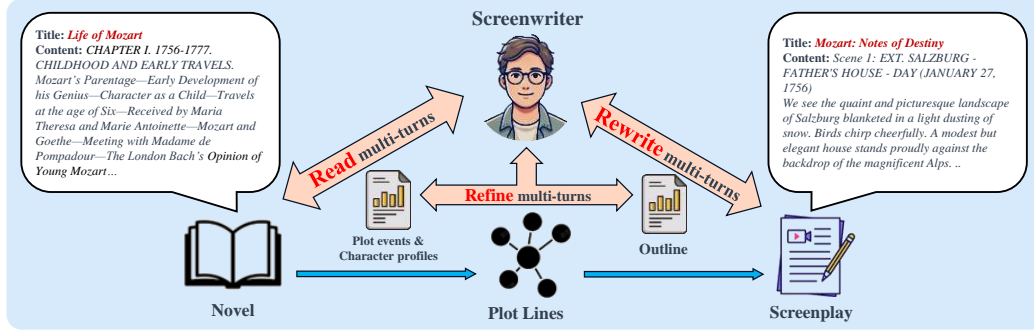 Screenwriter
Title: Life of Mozart
Content: CHAPTER I. 1756-1777.
CHILDHOOD AND EARLY TRAVELS.
Mozart's Parentage—Early Development of
his Genius—Character as a Child—Travels
at the age of Six—Received by Maria
Theresa and Marie Antoinette—Mozart and
Goethe—Meeting with Madame de
Pompadour—The London Bach's Opinion of
Young Mozart...
Title: Mozart: Notes of Destiny
Content: Scene 1: EXT. SALZBURG -
FATHER'S HOUSE - DAY (JANUARY 27,
1756)
We see the quaint and picturesque landscape
of Salzburg blanketed in a light dusting of
snow. Birds chirp cheerfully. A modest but
elegant house stands proudly against the
backdrop of the magnificent Alps. ..
Read multi-turns
Rewrite multi-turns
Refine multi-turns
Plot events &
Character profiles
Outline
Novel
Plot Lines
Screenplay